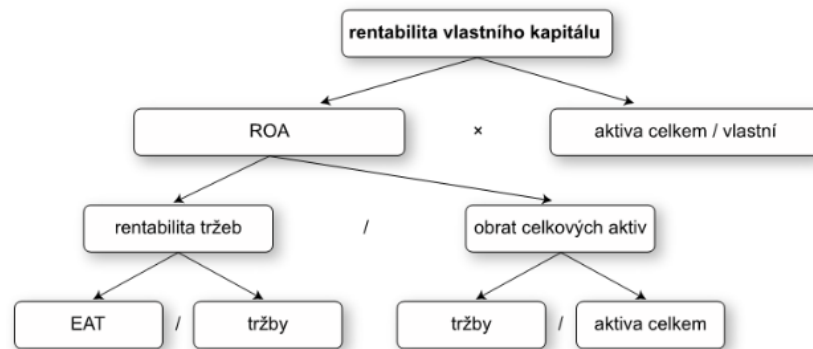 rentabilita vlastního kapitálu
ROA × aktiva celkem / vlastní
rentabilita tržeb / obrat celkových aktiv
EAT / tržby tržby / aktiva celkem